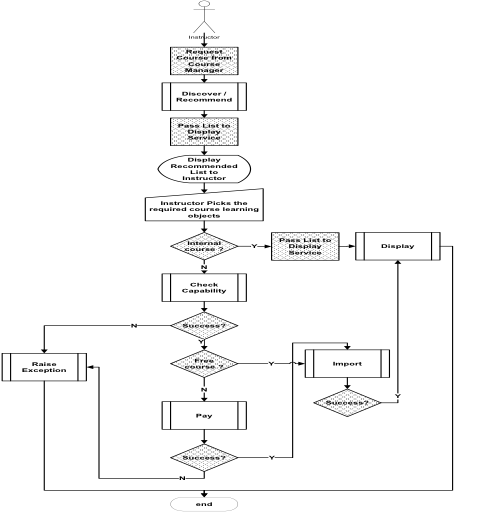 Instructor
Request
Course from
Course
Manager
Discover /
Recommend
Pass List to
Display
Service
Display
Recommended
List to
Instructor
Instructor Picks the
required course learning
objects
Internal
course ?
Y
Pass List to
Display
Service
Display
N
Check
Capability
N
Success?
Y
Raise
Exception
Free
course ?
Y
Import
N
Success?
Y
Pay
Success?
Y
N
end